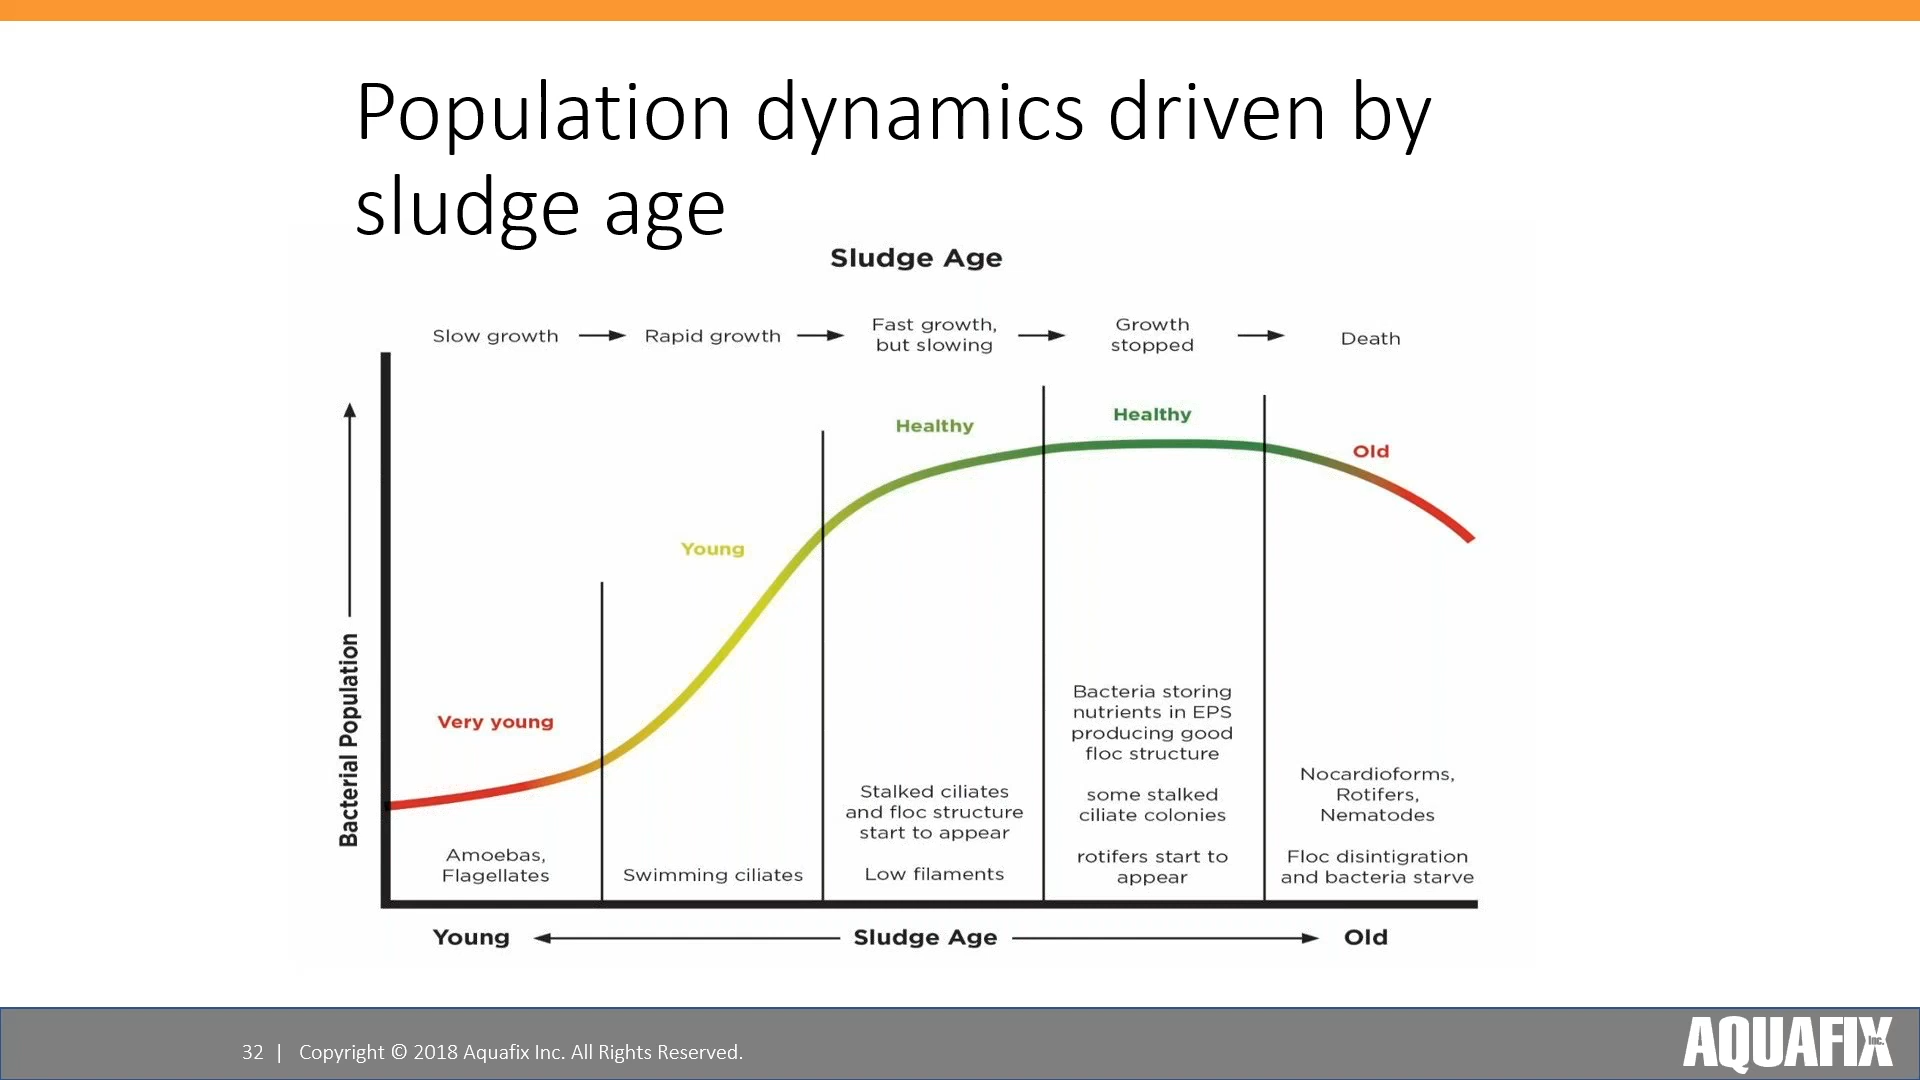 Population dynamics driven by
sludge age
Sludge Age
Slow growth
Rapid growth
Fast growth,
but slowing
Growth
stopped
Death
Very young
Young
Healthy
Healthy
Old
Bacterial Population
Amoebas,
Flagellates
Swimming ciliates
Stalked ciliates
and floc structure
start to appear
Low filaments
Bacteria storing
nutrients in EPS
producing good
floc structure
some stalked
ciliate colonies
rotifers start to
appear
Nocardioforms,
Rotifers,
Nematodes
Floc disintigration
and bacteria starve
Young
Sludge Age
Old
32 | Copyright © 2018 Aquafix Inc. All Rights Reserved.
AQUAFIX Inc.